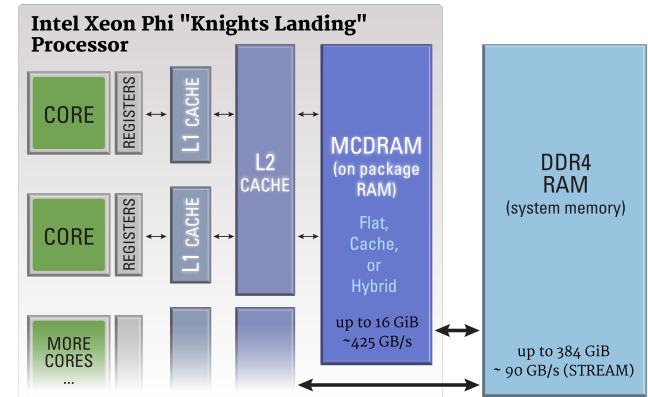 Intel Xeon Phi "Knights Landing"
Processor
CORE
REGISTERS
L1 CACHE
L2
CACHE
MCDRAM
(on package
RAM)
Flat,
Cache,
or
Hybrid
up to 16 GiB
~425 GB/s
DDR4
RAM
(system memory)
up to 384 GiB
~ 90 GB/s (STREAM)
CORE
REGISTERS
L1 CACHE
MORE
CORES
...